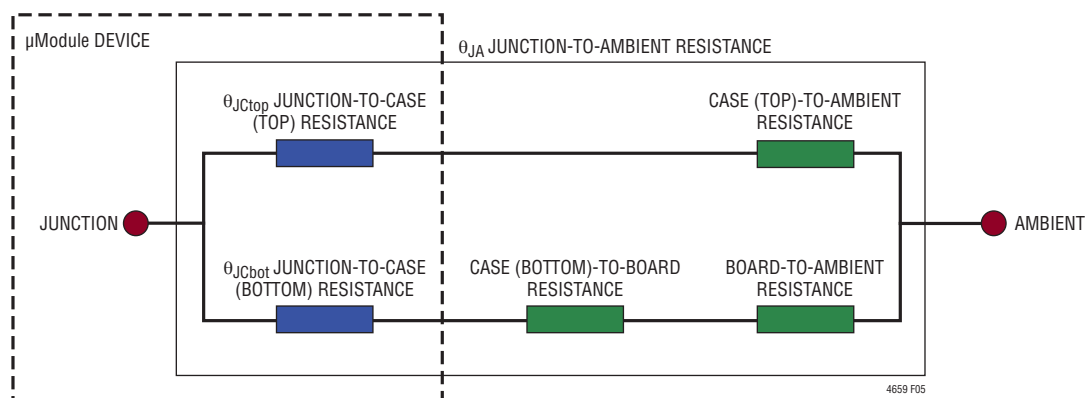 µModule DEVICE
θJA JUNCTION-TO-AMBIENT RESISTANCE
θJCtop JUNCTION-TO-CASE
(TOP) RESISTANCE
CASE (TOP)-TO-AMBIENT
RESISTANCE
JUNCTION
AMBIENT
θJCbot JUNCTION-TO-CASE
(BOTTOM) RESISTANCE
CASE (BOTTOM)-TO-BOARD
RESISTANCE
BOARD-TO-AMBIENT
RESISTANCE
4659 F05